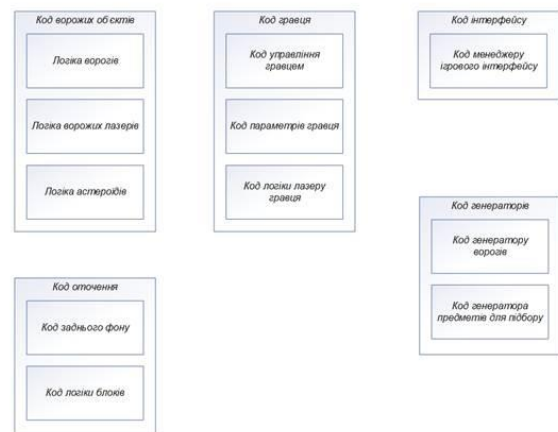 Код ворожих об'єктів
Логіка ворогів
Логіка ворожих лазерів
Логіка астероїдів
Код гравця
Код управління
гравцем
Код параметрів гравця
Код логіки лазеру
гравця
Код інтерфейсу
Код менеджеру
ігрового інтерфейсу
Код генераторів
Код генератору
ворогів
Код генератора
предметів для підбору
Код оточення
Код заднього фону
Код логіки блоків